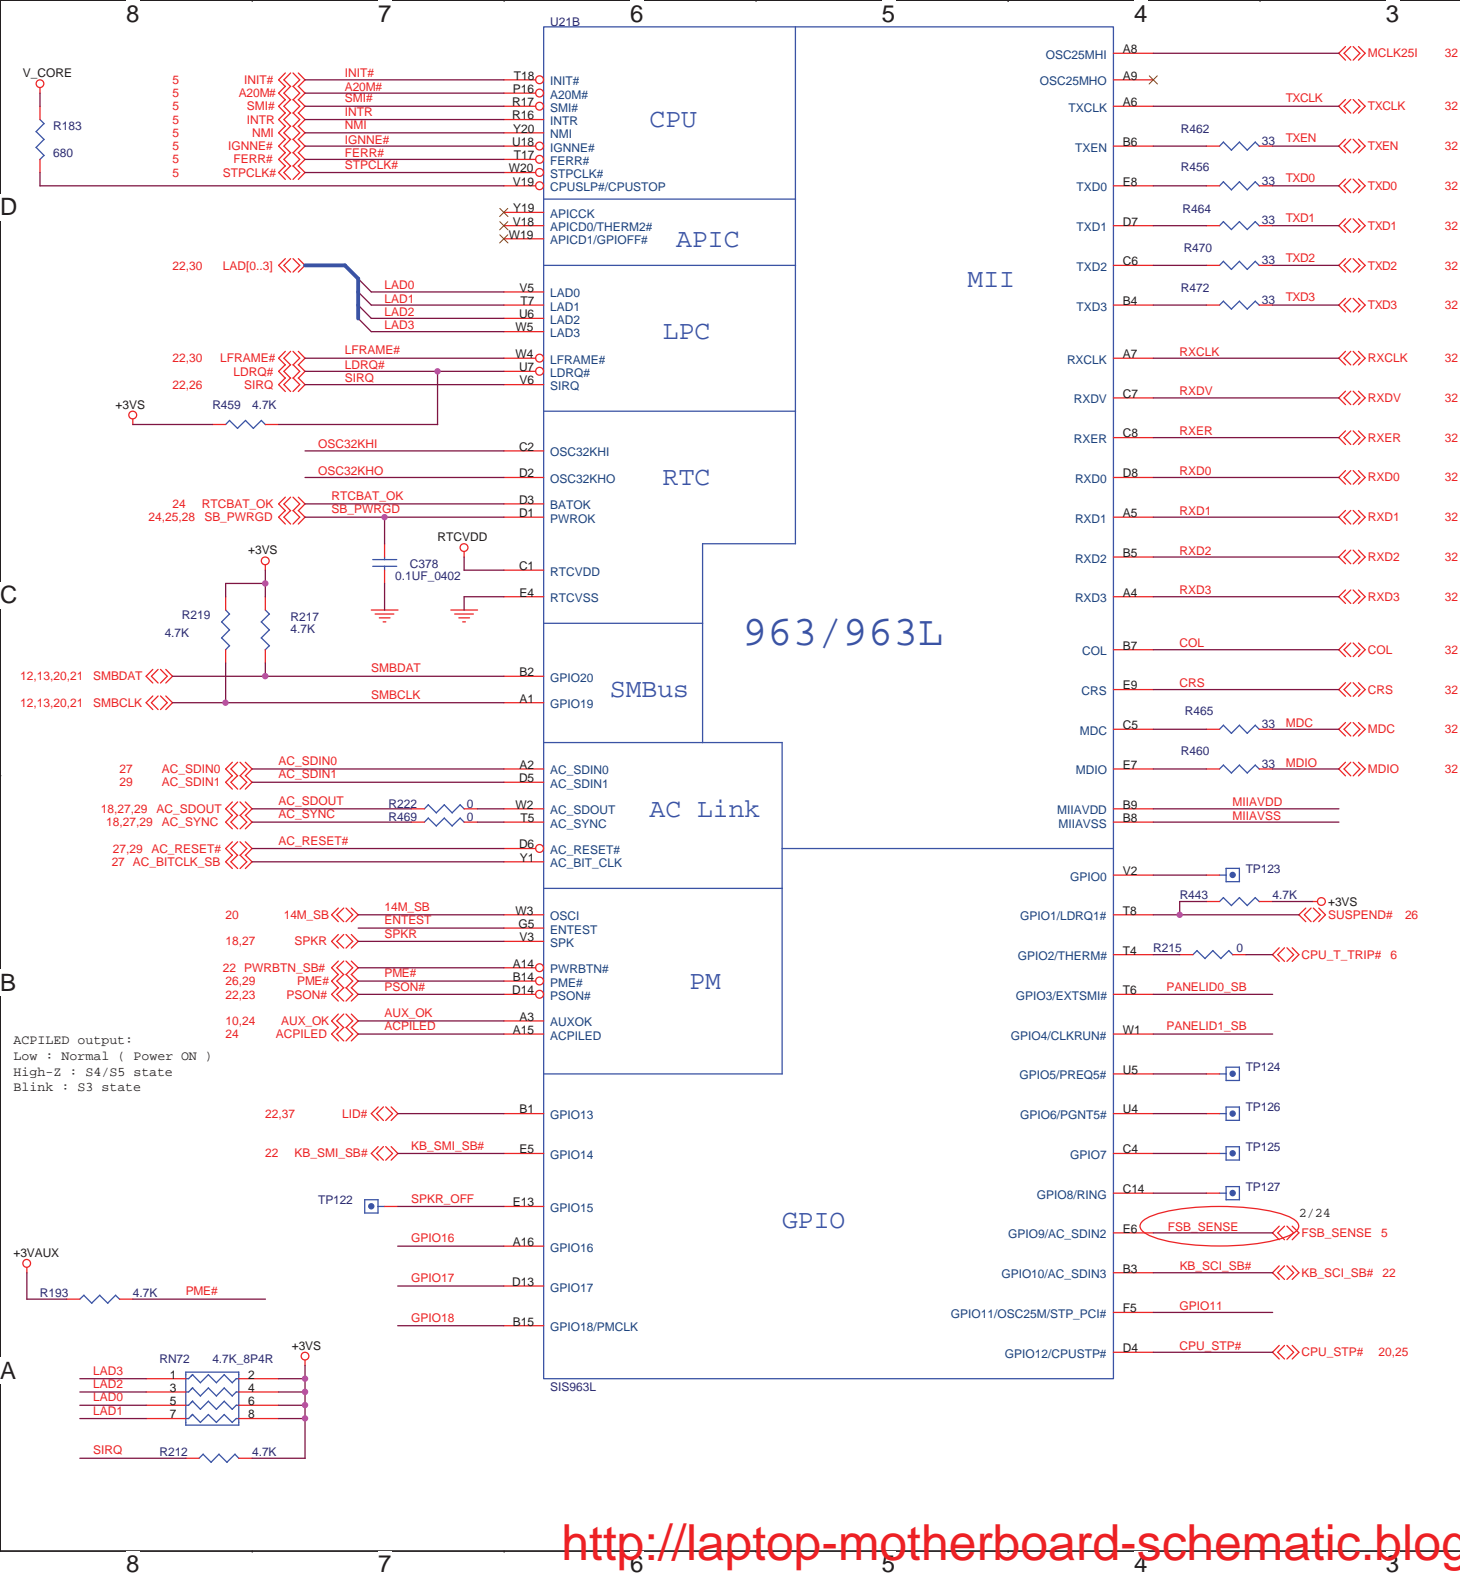 8 7 6 5 4 3
U21B
V_CORE
R183
680
5 INIT# INIT# T18 INIT#
5 A20M# A20M# P16 A20M#
5 SMI# SMI# R17 SMI#
5 INTR INTR R16 INTR
5 NMI NMI Y20 NMI
5 IGNNE# IGNNE# U18 IGNNE#
5 FERR# FERR# T17 FERR#
5 STPCLK# STPCLK# W20 STPCLK#
V19 CPUSLP#/CPUSTOP
CPU
D
Y19 APICCK
V18 APICD0/THERM2#
W19 APICD1/GPIOFF#
APIC
22,30 LAD[0..3]
LAD0 V5 LAD0
LAD1 T7 LAD1
LAD2 U6 LAD2
LAD3 W5 LAD3
LPC
22,30 LFRAME# LFRAME# W4 LFRAME#
LDRQ# LDRQ# U7 LDRQ#
22,26 SIRQ SIRQ V6 SIRQ
+3VS R459 4.7K
OSC32KHI C2 OSC32KHI
OSC32KHO D2 OSC32KHO
RTC
24 RTCBAT_OK RTCBAT_OK D3 BATOK
24,25,28 SB_PWRGD SB_PWRGD D1 PWROK
RTCVDD
C378
0.1UF_0402
C1 RTCVDD
E4 RTCVSS
+3VS
C
R219
4.7K
R217
4.7K
963/963L
12,13,20,21 SMBDAT SMBDAT B2 GPIO20
12,13,20,21 SMBCLK SMBCLK A1 GPIO19
SMBus
27 AC_SDIN0 AC_SDIN0 A2 AC_SDIN0
29 AC_SDIN1 AC_SDIN1 D5 AC_SDIN1
18,27,29 AC_SDOUT AC_SDOUT R222 0 W2 AC_SDOUT
18,27,29 AC_SYNC AC_SYNC R469 0 T5 AC_SYNC
AC Link
27,29 AC_RESET# AC_RESET# D6 AC_RESET#
27 AC_BITCLK_SB Y1 AC_BIT_CLK
20 14M_SB 14M_SB W3 OSCI
ENTEST G5 ENTEST
18,27 SPKR SPKR V3 SPK
22 PWRBTN_SB# A14 PWRBTN#
26,29 PME# PME# B14 PME#
22,23 PSON# PSON# D14 PSON#
PM
B
10,24 AUX_OK AUX_OK A3 AUXOK
24 ACPILED ACPILED A15 ACPILED
ACPILED output:
Low : Normal ( Power ON )
High-Z : S4/S5 state
Blink : S3 state
22,37 LID# B1 GPIO13
22 KB_SMI_SB# KB_SMI_SB# E5 GPIO14
TP122 SPKR_OFF E13 GPIO15
GPIO16 A16 GPIO16
GPIO17 D13 GPIO17
GPIO18 B15 GPIO18/PMCLK
GPIO
+3VAUX
R193 4.7K PME#
A
+3VS
RN72 4.7K_8P4R
LAD3 1 2
LAD2 3 4
LAD0 5 6
LAD1 7 8
SIRQ R212 4.7K
SIS963L
MII
OSC25MHI A8 MCLK25I 32
OSC25MHO A9
TXCLK A6 TXCLK TXCLK 32
TXEN B6 R462 33 TXEN TXEN 32
TXD0 E8 R456 33 TXD0 TXD0 32
TXD1 D7 R464 33 TXD1 TXD1 32
TXD2 C6 R470 33 TXD2 TXD2 32
TXD3 B4 R472 33 TXD3 TXD3 32
RXCLK A7 RXCLK RXCLK 32
RXDV C7 RXDV RXDV 32
RXER C8 RXER RXER 32
RXD0 D8 RXD0 RXD0 32
RXD1 A5 RXD1 RXD1 32
RXD2 B5 RXD2 RXD2 32
RXD3 A4 RXD3 RXD3 32
COL B7 COL COL 32
CRS E9 CRS CRS 32
MDC C5 R465 33 MDC MDC 32
MDIO E7 R460 33 MDIO MDIO 32
MIIAVDD B9 MIIAVDD
MIIAVSS B8 MIIAVSS
GPIO0 V2 TP123
R443 4.7K +3VS
GPIO1/LDRQ1# T8 SUSPEND# 26
GPIO2/THERM# T4 R215 0 CPU_T_TRIP# 6
GPIO3/EXTSMI# T6 PANELID0_SB
GPIO4/CLKRUN# W1 PANELID1_SB
GPIO5/PREQ5# U5 TP124
GPIO6/PGNT5# U4 TP126
GPIO7 C4 TP125
GPIO8/RING C14 TP127
2/24
GPIO9/AC_SDIN2 E6 FSB_SENSE FSB_SENSE 5
GPIO10/AC_SDIN3 B3 KB_SCI_SB# KB_SCI_SB# 22
GPIO11/OSC25M/STP_PCI# F5 GPIO11
GPIO12/CPUSTP# D4 CPU_STP# CPU_STP# 20,25
http://laptop-motherboard-schematic.blog
8 7 6 5 4 3